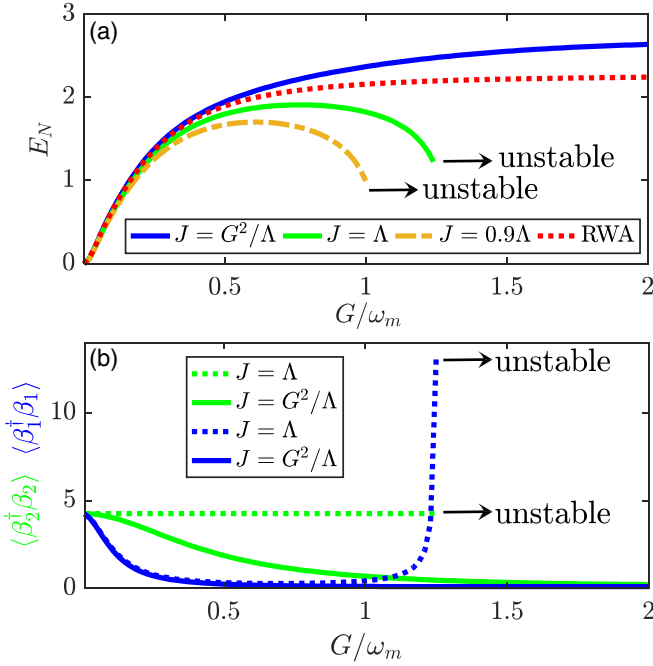 (a)
3
2
1
0
E_N
unstable
unstable
J = G²/Λ J = Λ J = 0.9Λ RWA
0.5 1 1.5 2
G/ω_m
(b)
J = Λ
J = G²/Λ
J = Λ
J = G²/Λ
unstable
unstable
10
5
0
⟨β₂†β₂⟩ ⟨β₁†β₁⟩
0.5 1 1.5 2
G/ω_m